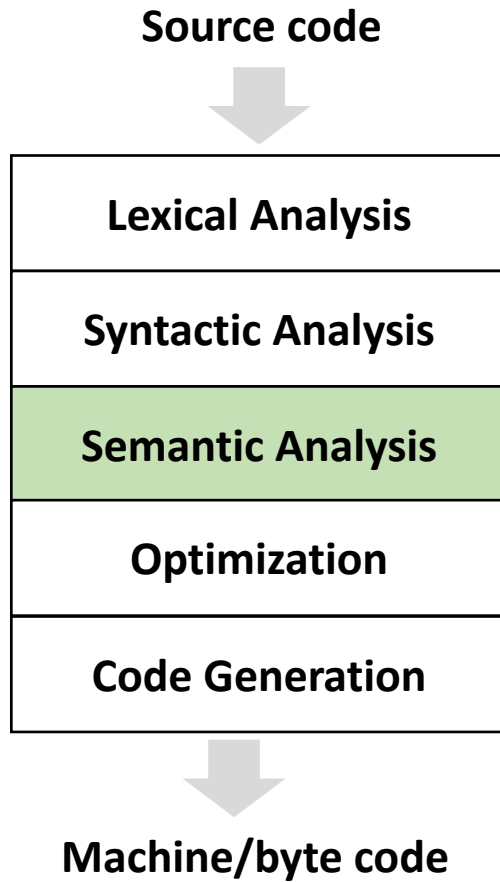 Source code
Lexical Analysis
Syntactic Analysis
Semantic Analysis
Optimization
Code Generation
Machine/byte code